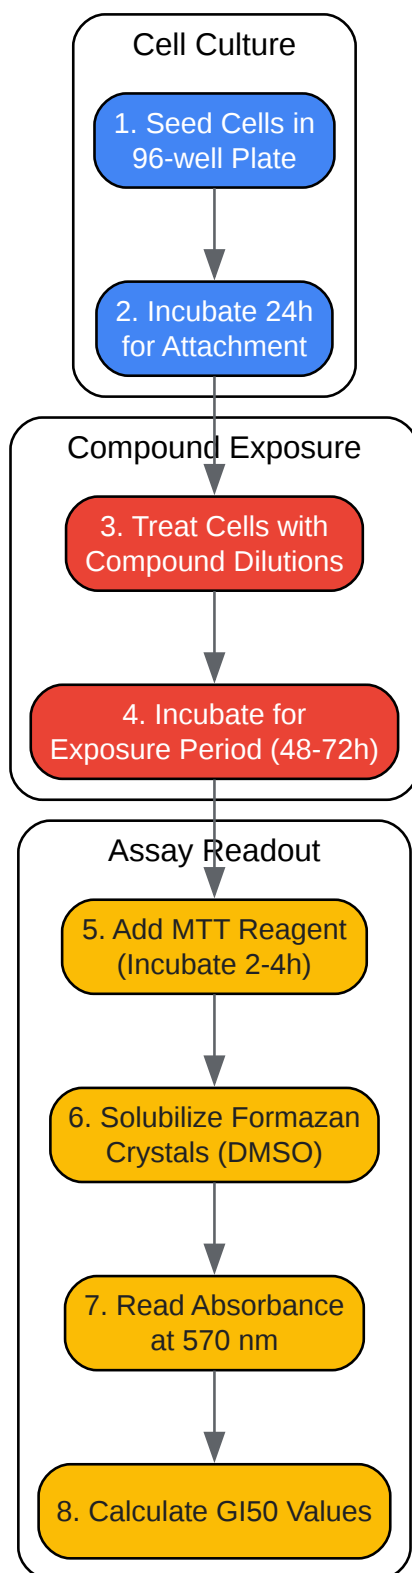 Cell Culture
1. Seed Cells in
96-well Plate
2. Incubate 24h
for Attachment
Compound Exposure
3. Treat Cells with
Compound Dilutions
4. Incubate for
Exposure Period (48-72h)
Assay Readout
5. Add MTT Reagent
(Incubate 2-4h)
6. Solubilize Formazan
Crystals (DMSO)
7. Read Absorbance
at 570 nm
8. Calculate GI50 Values